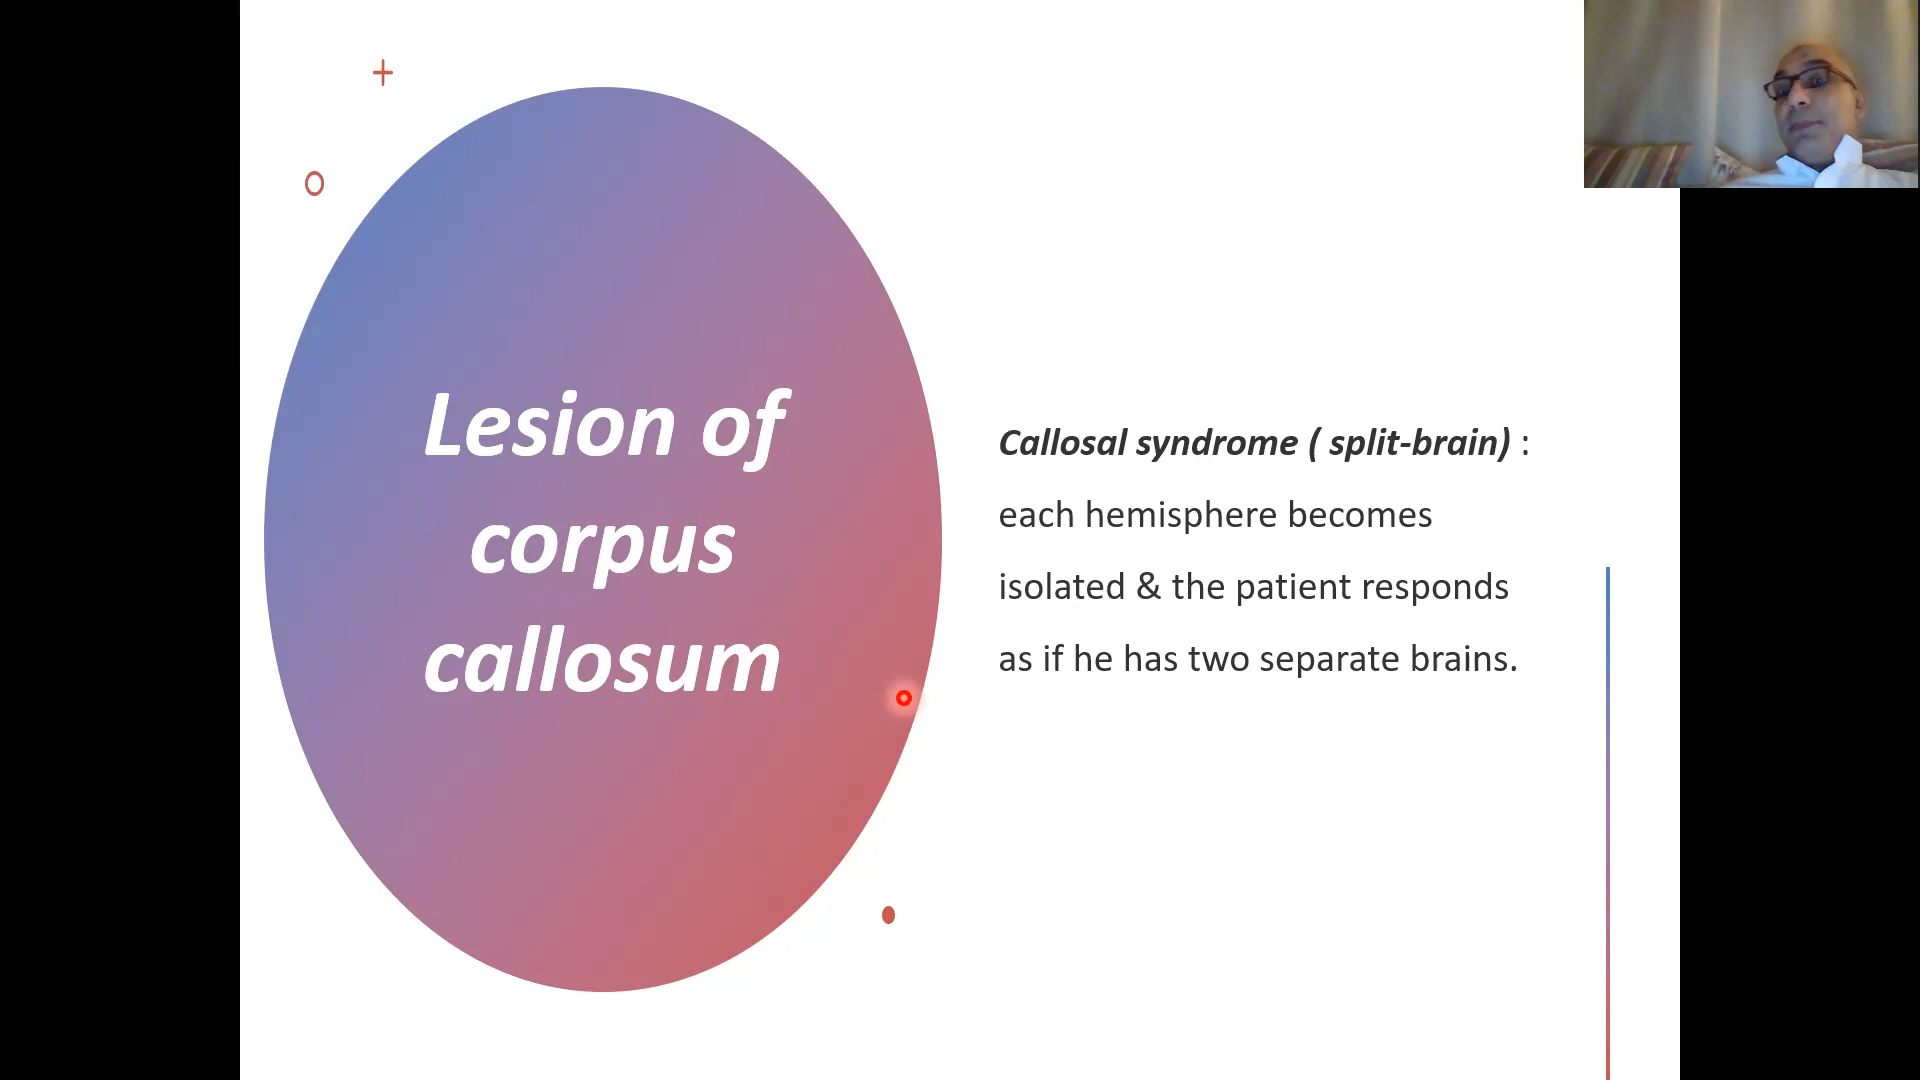 Lesion of
corpus
callosum
Callosal syndrome ( split-brain) :
each hemisphere becomes
isolated & the patient responds
as if he has two separate brains.